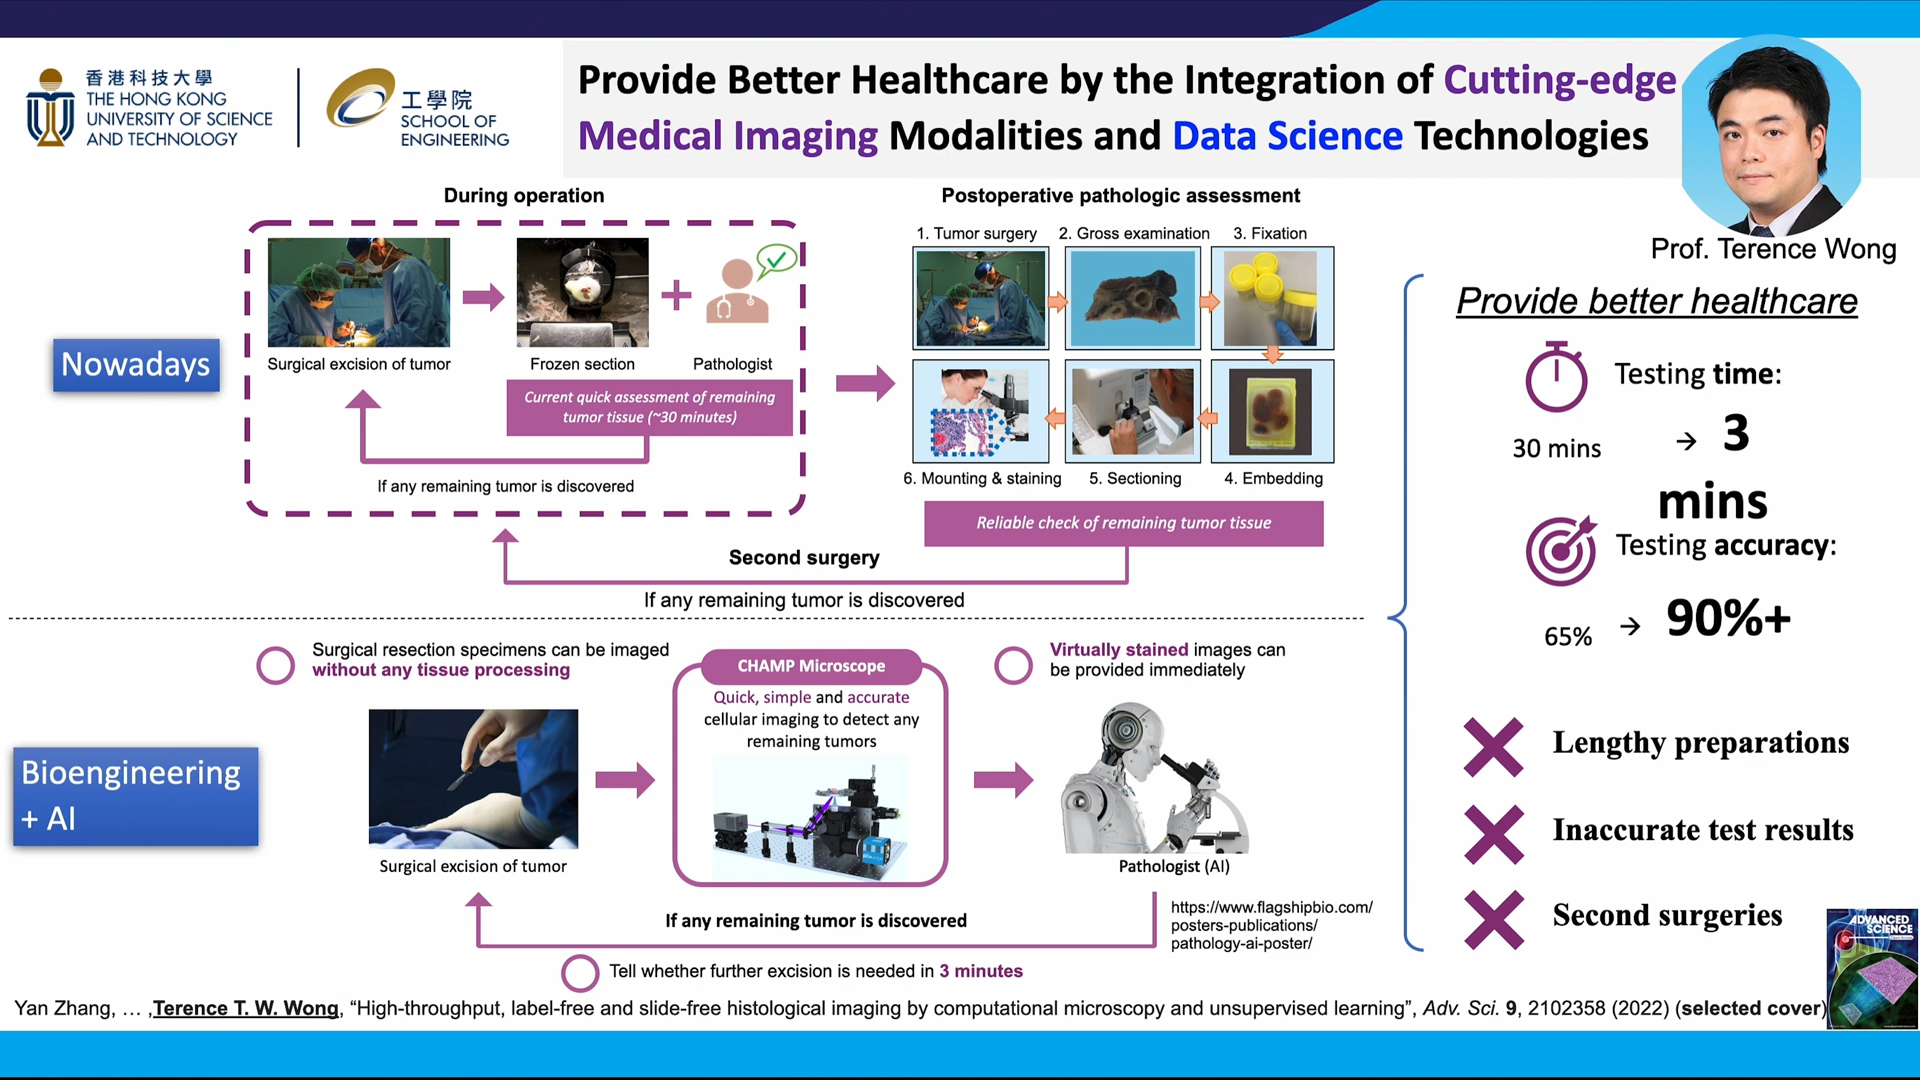 香港科技大學
THE HONG KONG
UNIVERSITY OF SCIENCE
AND TECHNOLOGY
工學院
SCHOOL OF
ENGINEERING
Provide Better Healthcare by the Integration of Cutting-edge
Medical Imaging Modalities and Data Science Technologies
Prof. Terence Wong
Nowadays
During operation
Surgical excision of tumor
Frozen section
Pathologist
Current quick assessment of remaining
tumor tissue (~30 minutes)
If any remaining tumor is discovered
Postoperative pathologic assessment
1. Tumor surgery
2. Gross examination
3. Fixation
6. Mounting & staining
5. Sectioning
4. Embedding
Reliable check of remaining tumor tissue
Second surgery
If any remaining tumor is discovered
Bioengineering
+ AI
Surgical resection specimens can be imaged
without any tissue processing
Surgical excision of tumor
CHAMP Microscope
Quick, simple and accurate
cellular imaging to detect any
remaining tumors
Virtually stained images can
be provided immediately
Pathologist (AI)
If any remaining tumor is discovered
https://www.flagshipbio.com/
posters-publications/
pathology-ai-poster/
Tell whether further excision is needed in 3 minutes
Provide better healthcare
Testing time:
30 mins → 3
mins
Testing accuracy:
65% → 90%+
Lengthy preparations
Inaccurate test results
Second surgeries
ADVANCED
SCIENCE
Yan Zhang, … ,Terence T. W. Wong, “High-throughput, label-free and slide-free histological imaging by computational microscopy and unsupervised learning”, Adv. Sci. 9, 2102358 (2022) (selected cover)